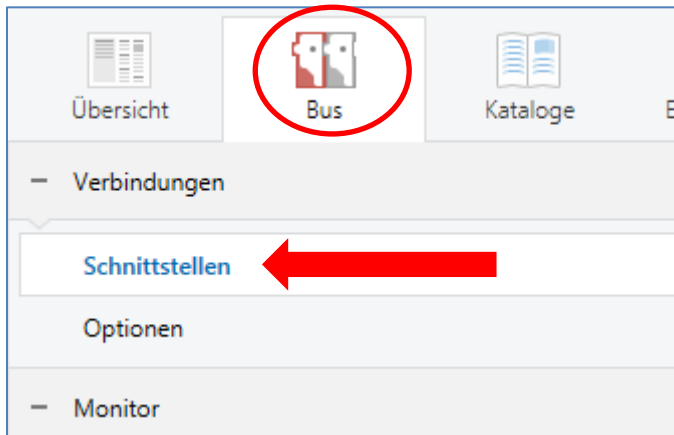 Übersicht Bus Kataloge
Verbindungen
Schnittstellen
Optionen
Monitor